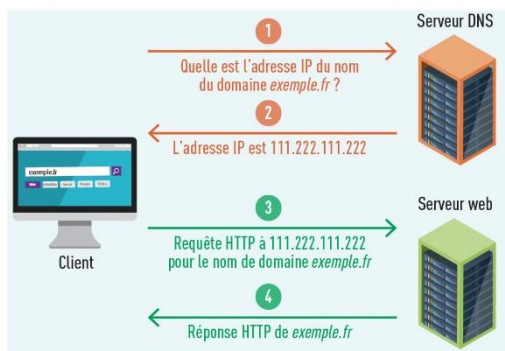 1
Serveur DNS
Quelle est l'adresse IP du nom
du domaine exemple.fr ?
2
L'adresse IP est 111.222.111.222
exemple.fr
Client
3
Serveur web
Requête HTTP à 111.222.111.222
pour le nom de domaine exemple.fr
4
Réponse HTTP de exemple.fr